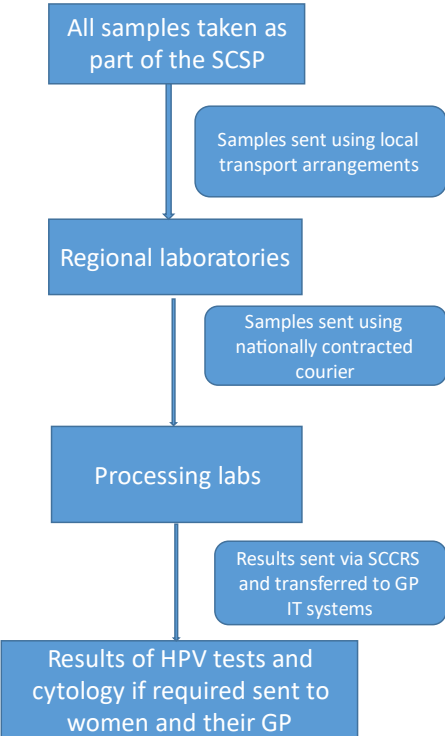 All samples taken as
part of the SCSP
Samples sent using local
transport arrangements
Regional laboratories
Samples sent using
nationally contracted
courier
Processing labs
Results sent via SCCRS
and transferred to GP
IT systems
Results of HPV tests and
cytology if required sent to
women and their GP